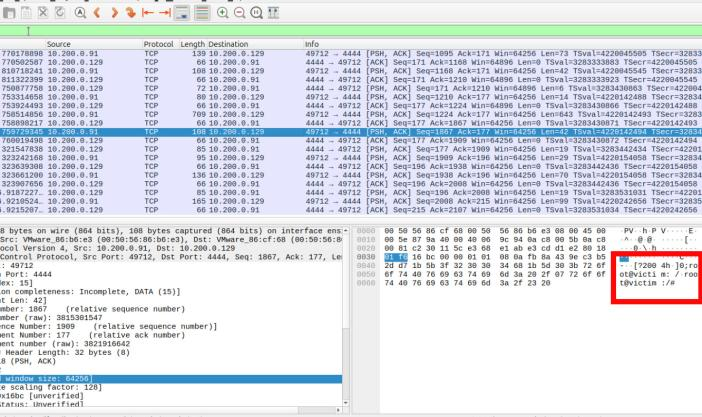 Source Protocol Length Destination Info
770178898 10.200.0.91 TCP 139 10.200.0.129 49712 → 4444 [PSH, ACK] Seq=1095 Ack=171 Win=64256 Len=73 TSval=4220045505 TSecr=32833
770502587 10.200.0.129 TCP 66 10.200.0.91 4444 → 49712 [ACK] Seq=171 Ack=1168 Win=64896 Len=0 TSval=3283333883 TSecr=4220045505
810718241 10.200.0.91 TCP 108 10.200.0.129 49712 → 4444 [PSH, ACK] Seq=1168 Ack=171 Win=64256 Len=42 TSval=4220045545 TSecr=32833
811322399 10.200.0.129 TCP 66 10.200.0.91 4444 → 49712 [ACK] Seq=171 Ack=1210 Win=64896 Len=0 TSval=3283333923 TSecr=4220045545
750877758 10.200.0.129 TCP 72 10.200.0.91 4444 → 49712 [PSH, ACK] Seq=171 Ack=1210 Win=64896 Len=6 TSval=3283430863 TSecr=422004
753314658 10.200.0.91 TCP 80 10.200.0.129 49712 → 4444 [PSH, ACK] Seq=1210 Ack=177 Win=64256 Len=14 TSval=4220142488 TSecr=32834
753924493 10.200.0.129 TCP 66 10.200.0.91 4444 → 49712 [ACK] Seq=177 Ack=1224 Win=64896 Len=0 TSval=3283430866 TSecr=4220142488
758514856 10.200.0.91 TCP 709 10.200.0.129 49712 → 4444 [PSH, ACK] Seq=1224 Ack=177 Win=64256 Len=643 TSval=4220142493 TSecr=3283
758898217 10.200.0.129 TCP 66 10.200.0.91 4444 → 49712 [ACK] Seq=177 Ack=1867 Win=64896 Len=0 TSval=3283430871 TSecr=4220142493
759729345 10.200.0.91 TCP 108 10.200.0.129 49712 → 4444 [PSH, ACK] Seq=1867 Ack=177 Win=64256 Len=42 TSval=4220142494 TSecr=32834
760019498 10.200.0.129 TCP 66 10.200.0.91 4444 → 49712 [ACK] Seq=177 Ack=1909 Win=64896 Len=0 TSval=3283430872 TSecr=4220142494
321547838 10.200.0.129 TCP 85 10.200.0.91 4444 → 49712 [PSH, ACK] Seq=177 Ack=1909 Win=64896 Len=19 TSval=3283442434 TSecr=42201
323242168 10.200.0.91 TCP 95 10.200.0.129 49712 → 4444 [PSH, ACK] Seq=1909 Ack=196 Win=64256 Len=29 TSval=4220154058 TSecr=32834
323639308 10.200.0.129 TCP 66 10.200.0.91 4444 → 49712 [ACK] Seq=196 Ack=1938 Win=64896 Len=0 TSval=3283442436 TSecr=4220154058
323661200 10.200.0.91 TCP 136 10.200.0.129 49712 → 4444 [PSH, ACK] Seq=1938 Ack=196 Win=64256 Len=70 TSval=4220154058 TSecr=32834
323907656 10.200.0.129 TCP 66 10.200.0.91 4444 → 49712 [ACK] Seq=196 Ack=2008 Win=64896 Len=0 TSval=3283442436 TSecr=4220154058
.9187227… 10.200.0.129 TCP 85 10.200.0.91 4444 → 49712 [PSH, ACK] Seq=196 Ack=2008 Win=64896 Len=19 TSval=3283531031 TSecr=42201
.9210524… 10.200.0.91 TCP 165 10.200.0.129 49712 → 4444 [PSH, ACK] Seq=2008 Ack=215 Win=64256 Len=99 TSval=4220242656 TSecr=32835
.9215207… 10.200.0.129 TCP 66 10.200.0.91 4444 → 49712 [ACK] Seq=215 Ack=2107 Win=64896 Len=0 TSval=3283531034 TSecr=4220242656
8 bytes on wire (864 bits), 108 bytes captured (864 bits) on interface ens
Src: VMware_86:b6:e3 (00:50:56:86:b6:e3), Dst: VMware_86:cf:68 (00:50:56:8
ocol Version 4, Src: 10.200.0.91, Dst: 10.200.0.129
Control Protocol, Src Port: 49712, Dst Port: 4444, Seq: 1867, Ack: 177, Le
: 49712
n Port: 4444
dex: 15]
ion completeness: Incomplete, DATA (15)]
nt Len: 42]
umber: 1867 (relative sequence number)
umber (raw): 3815301547
ence Number: 1909 (relative sequence number)
ment Number: 177 (relative ack number)
ment number (raw): 3821916642
Header Length: 32 bytes (8)
18 (PSH, ACK)
window size: 64256]
e scaling factor: 128]
0x16bc [unverified]
Status: Unverified]
0000 00 50 56 86 cf 68 00 50 56 86 b6 e3 08 00 45 00 ·PV··h·P V·····E·
0010 00 5e 87 9a 40 00 40 06 9c 94 0a c8 00 5b 0a c8 ·^··@·@· ·····[··
0020 00 81 c2 30 11 5c e3 68 e1 ab e3 cd d1 e2 80 18 ···0·\·h ········
0030 01 f6 16 bc 00 00 01 01 08 0a fb 8a 43 9e c3 b5 ········ ····C···
0040 2d d7 1b 5b 3f 32 30 30 34 68 1b 5d 30 3b 72 6f -··[?200 4h·]0;ro
0050 6f 74 40 76 69 63 74 69 6d 3a 20 2f 07 72 6f 6f ot@victi m: /·roo
0060 74 40 76 69 63 74 69 6d 3a 2f 23 20 t@victim :/#